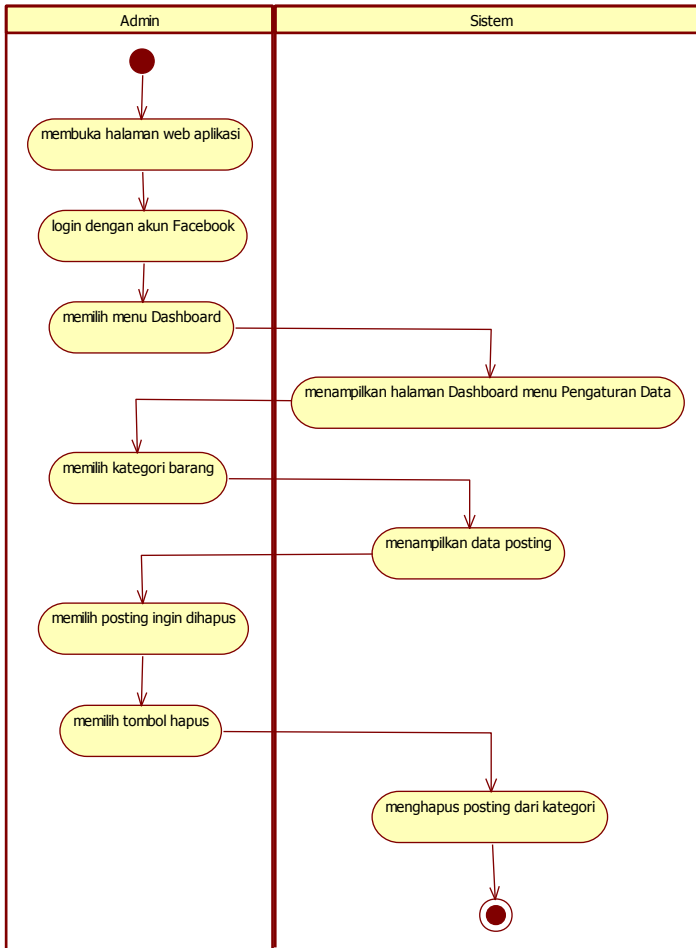 Admin
Sistem
membuka halaman web aplikasi
login dengan akun Facebook
memilih menu Dashboard
menampilkan halaman Dashboard menu Pengaturan Data
memilih kategori barang
menampilkan data posting
memilih posting ingin dihapus
memilih tombol hapus
menghapus posting dari kategori